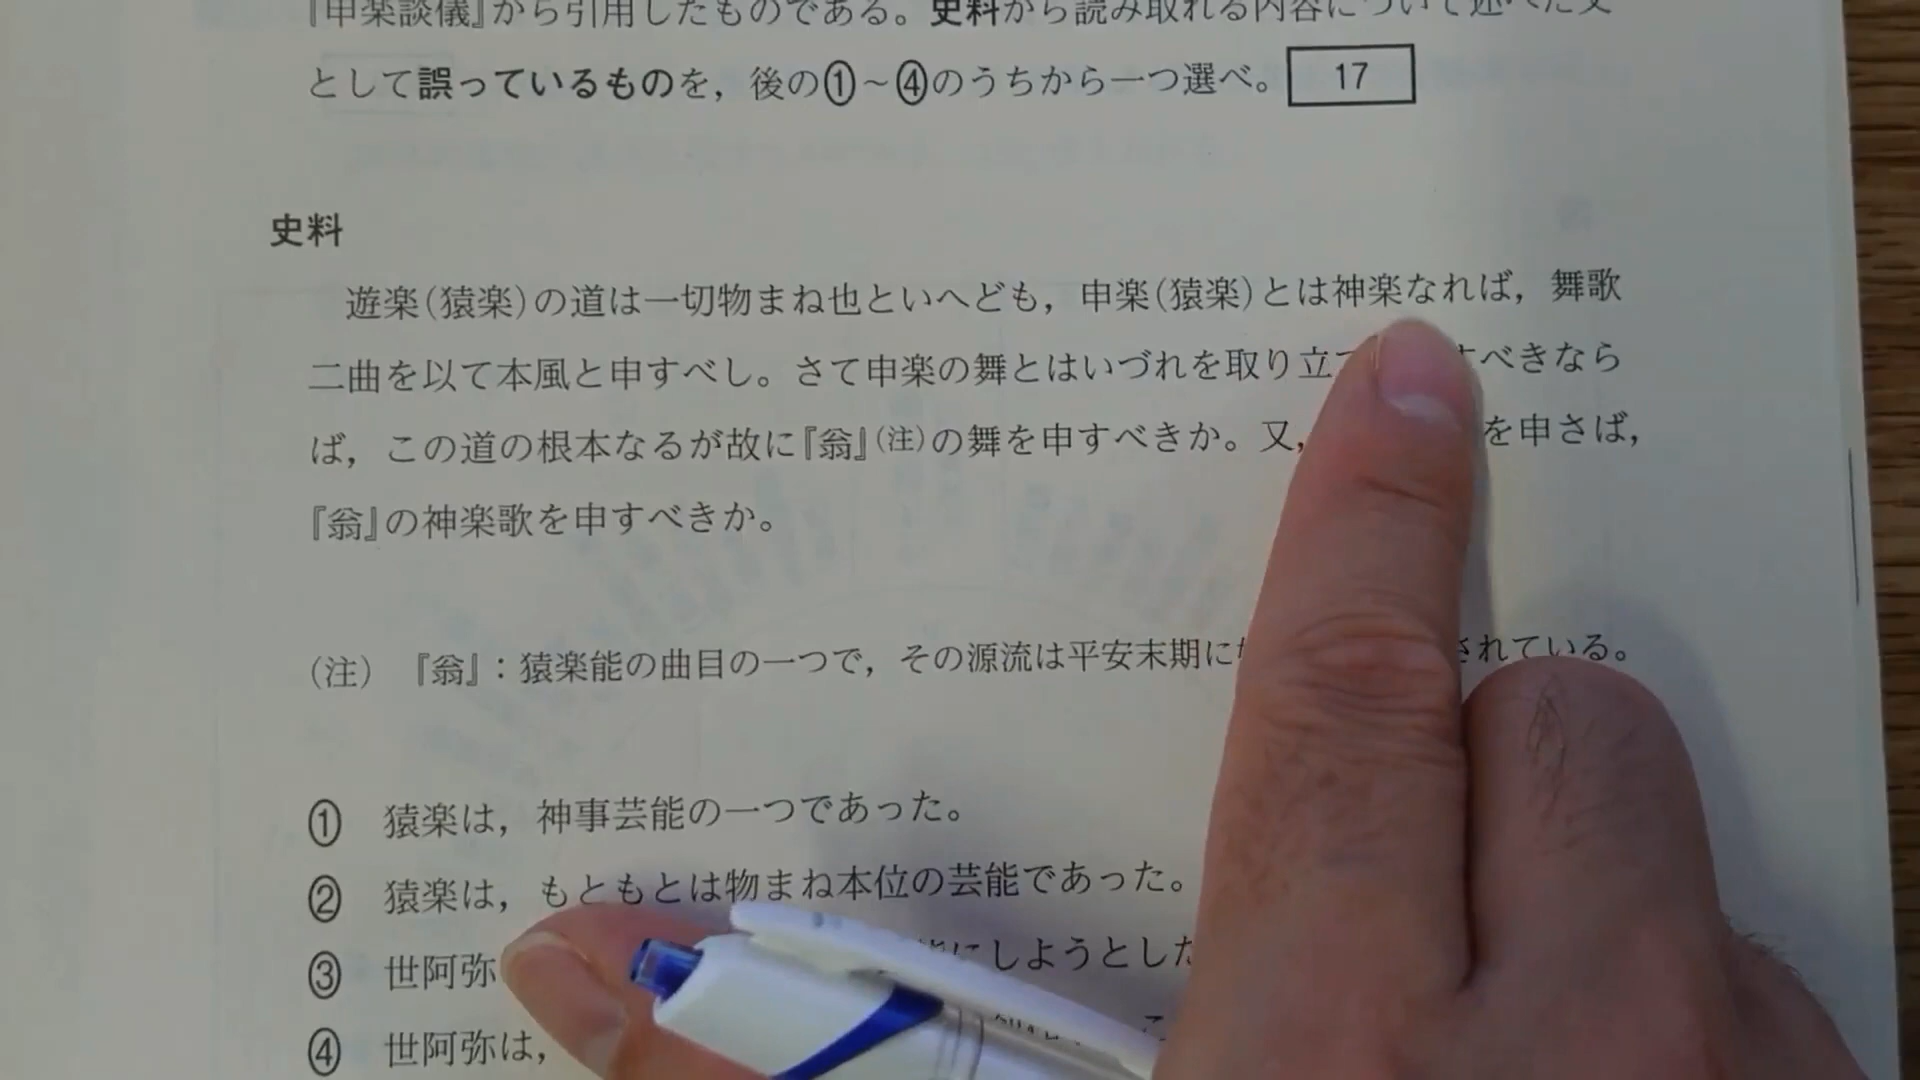 『申楽談儀』から引用したものである。史料から読み取れる内容について述べた文
として誤っているものを，後の①～④のうちから一つ選べ。 17
史料
遊楽(猿楽)の道は一切物まね也といへども，申楽(猿楽)とは神楽なれば，舞歌
二曲を以て本風と申すべし。さて申楽の舞とはいづれを取り立 すべきなら
ば，この道の根本なるが故に『翁』(注)の舞を申すべきか。又， を申さば，
『翁』の神楽歌を申すべきか。
(注) 『翁』：猿楽能の曲目の一つで，その源流は平安末期に されている。
① 猿楽は，神事芸能の一つであった。
② 猿楽は，もともとは物まね本位の芸能であった。
③ 世阿弥 にしようとした
④ 世阿弥は，